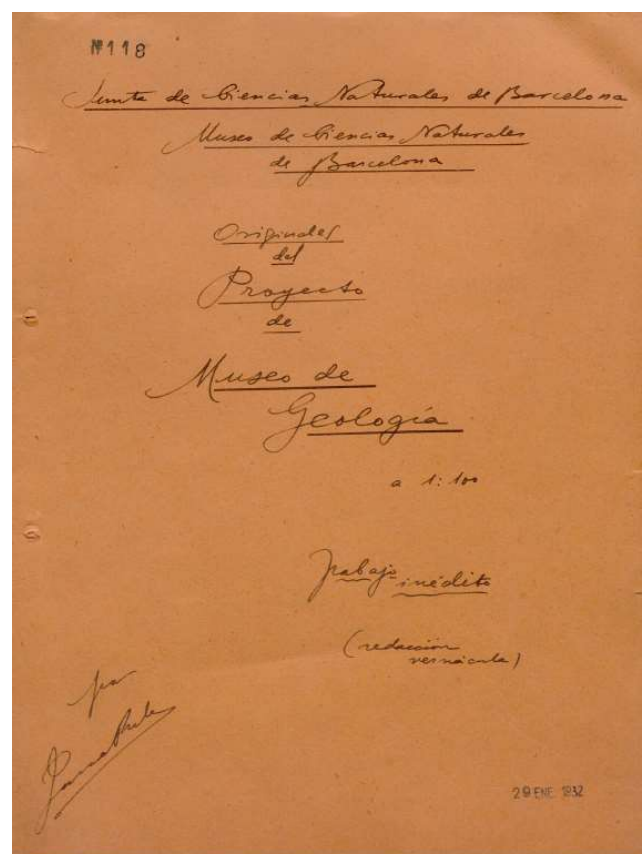 Nº118
Junta de Ciencias Naturales de Barcelona
Museo de Ciencias Naturales
de Barcelona
Originales
del
Proyecto
de
Museo de
Geología
a 1:100
Trabajo
inédito
(redacción
vernácula)
por
29 ENE. 1932